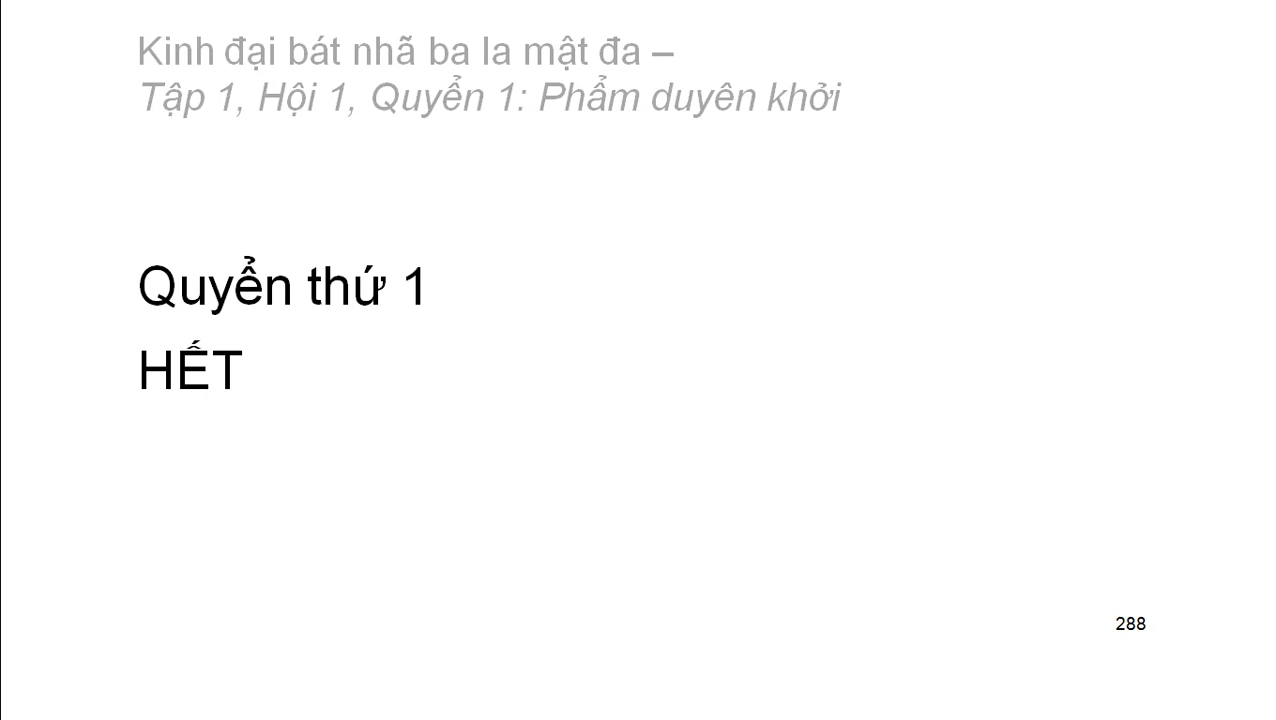 Kinh đại bát nhã ba la mật đa –
Tập 1, Hội 1, Quyển 1: Phẩm duyên khởi
Quyển thứ 1
HẾT
288